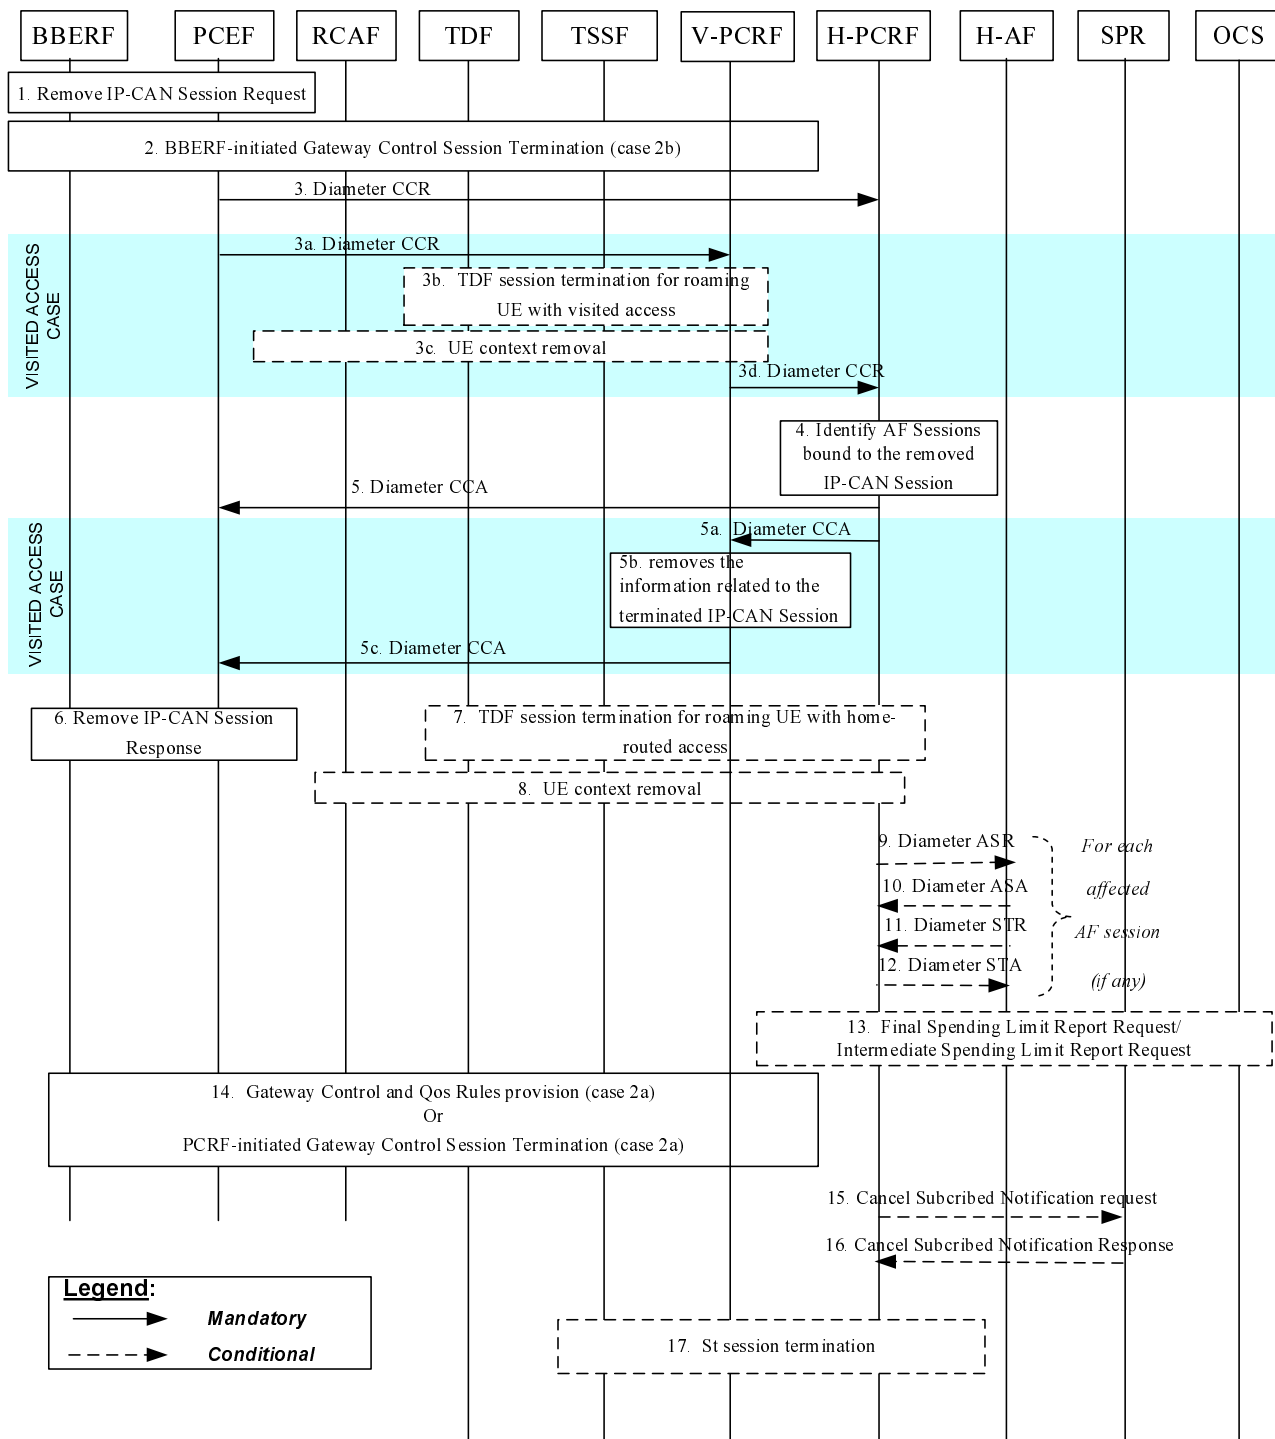 BBERF PCEF RCAF TDF TSSF V-PCRF H-PCRF H-AF SPR OCS
1. Remove IP-CAN Session Request
2. BBERF-initiated Gateway Control Session Termination (case 2b)
3. Diameter CCR
VISITED ACCESS
CASE
3a. Diameter CCR
3b. TDF session termination for roaming
UE with visited access
3c. UE context removal
3d. Diameter CCR
4. Identify AF Sessions
bound to the removed
IP-CAN Session
5. Diameter CCA
VISITED ACCESS
CASE
5a. Diameter CCA
5b. removes the
information related to the
terminated IP-CAN Session
5c. Diameter CCA
6. Remove IP-CAN Session
Response
7. TDF session termination for roaming UE with home-
routed access
8. UE context removal
9. Diameter ASR
10. Diameter ASA
11. Diameter STR
12. Diameter STA
For each
affected
AF session
(if any)
13. Final Spending Limit Report Request/
Intermediate Spending Limit Report Request
14. Gateway Control and Qos Rules provision (case 2a)
Or
PCRF-initiated Gateway Control Session Termination (case 2a)
15. Cancel Subcribed Notification request
16. Cancel Subcribed Notification Response
Legend:
Mandatory
Conditional
17. St session termination